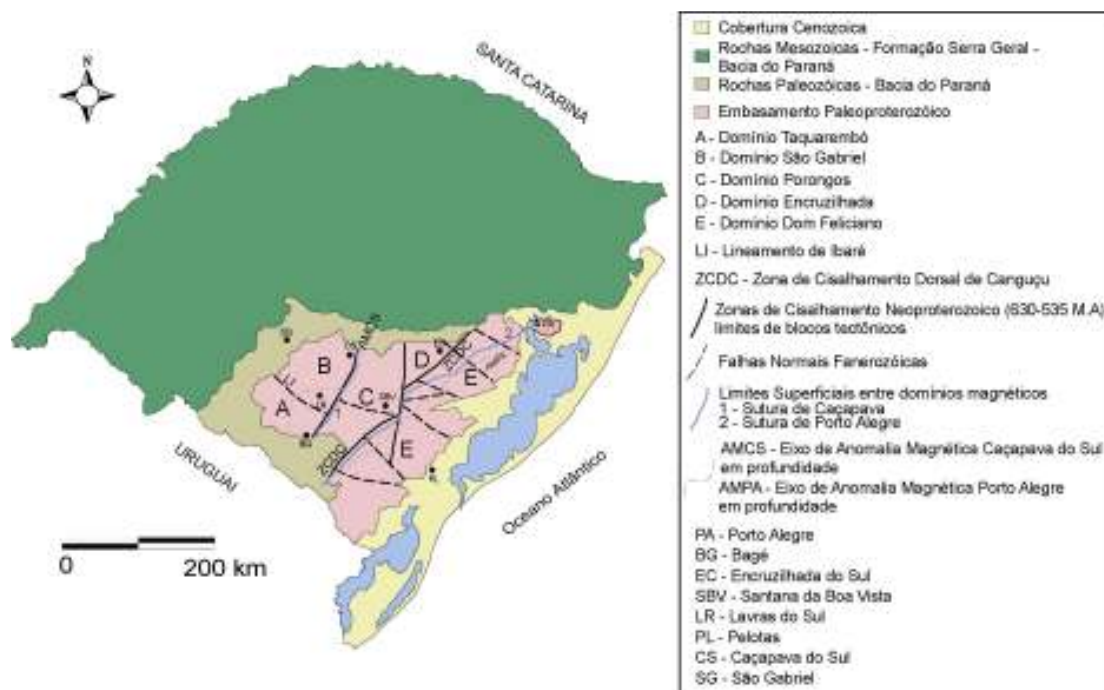 N
SANTA CATARINA
URUGUAI
Oceano Atlântico
A
B
C
D
E
E
LI
ZCDC
AMCS
SBV
1
2
0
200 km
Cobertura Cenozoica
Rochas Mesozoicas - Formação Serra Geral -
Bacia do Paraná
Rochas Paleozóicas - Bacia do Paraná
Embasamento Paleoproterozóico
A - Domínio Taquarembó
B - Domínio São Gabriel
C - Domínio Porongos
D - Domínio Encruzilhada
E - Domínio Dom Feliciano
LI - Lineamento de Ibaré
ZCDC - Zona de Cisalhamento Dorsal de Canguçu
Zonas de Cisalhamento Neoproterozoico (630-535 M.A)
limites de blocos tectônicos
Falhas Normais Fanerozóicas
Limites Superficiais entre domínios magnéticos
1 - Sutura de Caçapava
2 - Sutura de Porto Alegre
AMCS - Eixo de Anomalia Magnética Caçapava do Sul
em profundidade
AMPA - Eixo de Anomalia Magnética Porto Alegre
em profundidade
PA - Porto Alegre
BG - Bagé
EC - Encruzilhada do Sul
SBV - Santana da Boa Vista
LR - Lavras do Sul
PL - Pelotas
CS - Caçapava do Sul
SG - São Gabriel